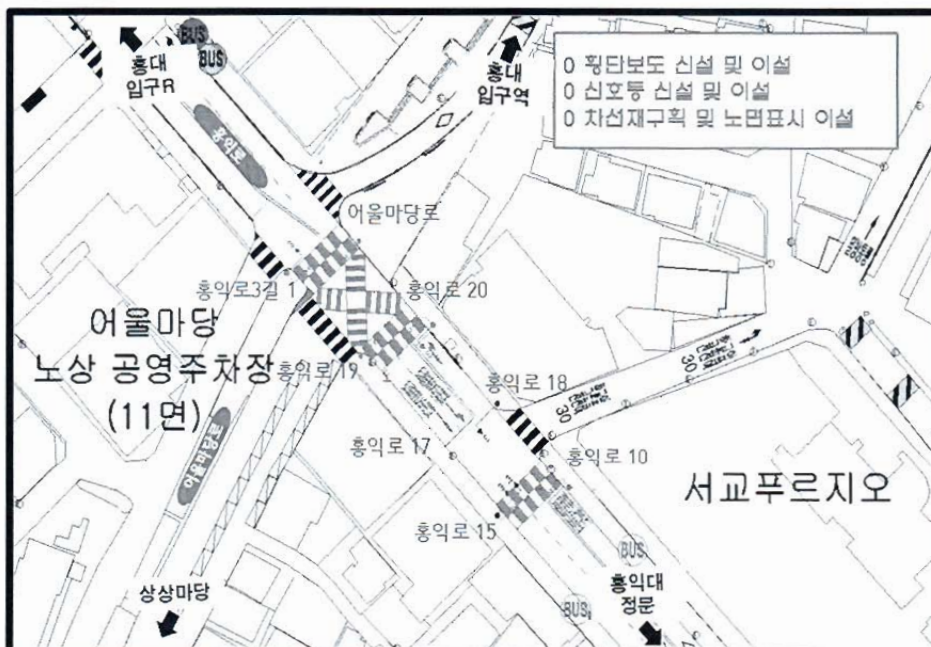 BUS
BUS
홍대
입구R
홍대
입구역
0 횡단보도 신설 및 이설
0 신호등 신설 및 이설
0 차선재구획 및 노면표시 이설
홍익로
어울마당로
홍익로3길 1
홍익로 20
어울마당
노상 공영주차장
(11면)
홍익로 19
홍익로 18
30
30
어울마당로
홍익로 17
홍익로 10
서교푸르지오
홍익로 15
BUS
상상마당
홍익대
정문
BUS